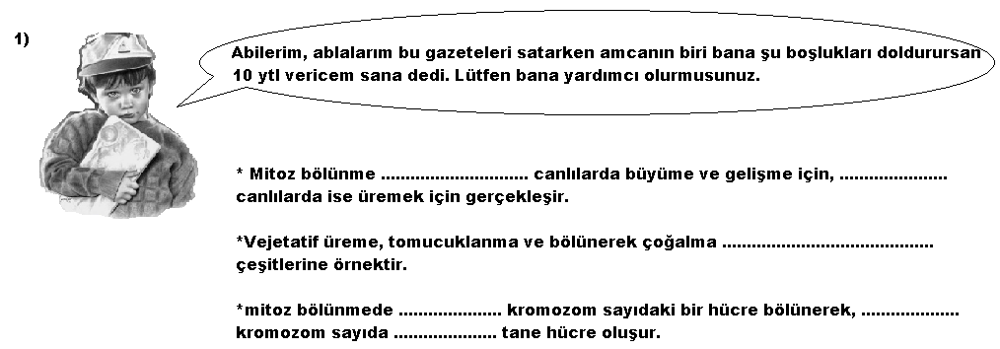 1)
Abilerim, ablalarım bu gazeteleri satarken amcanın biri bana şu boşlukları doldurursan
10 ytl vericem sana dedi. Lütfen bana yardımcı olurmusunuz.
* Mitoz bölünme .............................. canlılarda büyüme ve gelişme için, ......................
canlılarda ise üremek için gerçekleşir.
*Vejetatif üreme, tomucuklanma ve bölünerek çoğalma ...........................................
çeşitlerine örnektir.
*mitoz bölünmede ..................... kromozom sayıdaki bir hücre bölünerek, ....................
kromozom sayıda ..................... tane hücre oluşur.